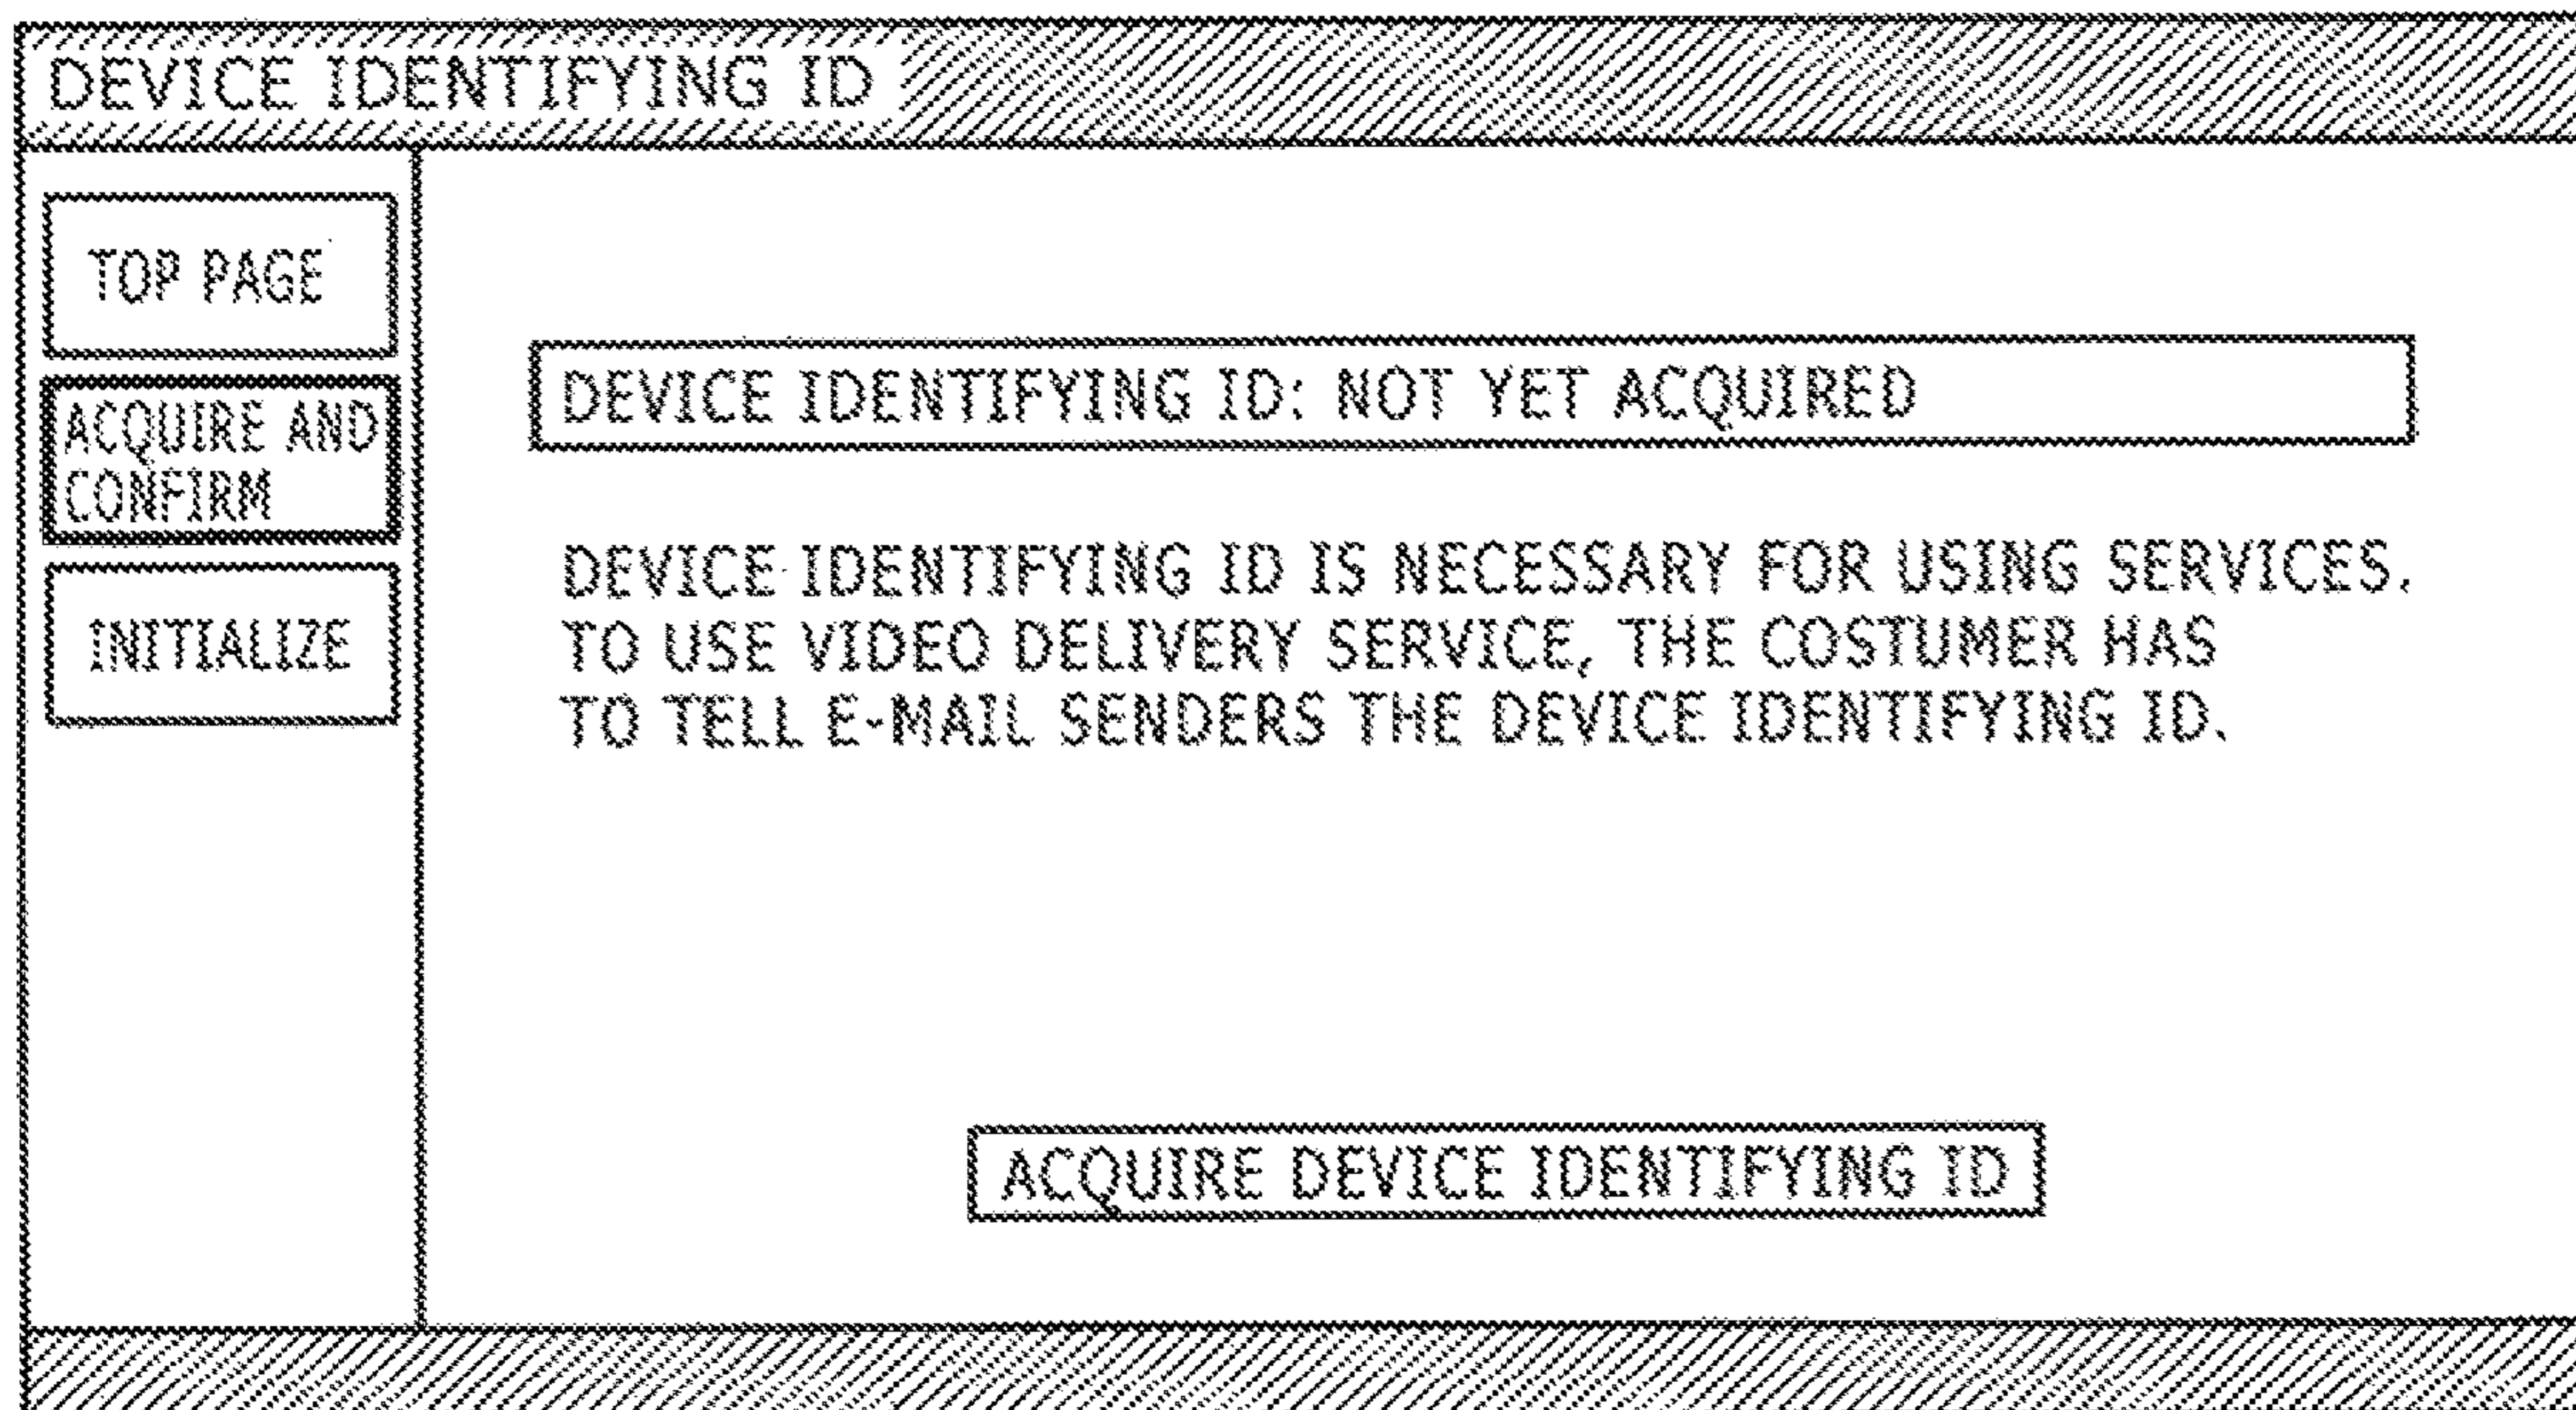 DEVICE IDENTIFYING ID
TOP PAGE
ACQUIRE AND
CONFIRM
INITIALIZE
DEVICE IDENTIFYING ID: NOT YET ACQUIRED
DEVICE IDENTIFYING ID IS NECESSARY FOR USING SERVICES.
TO USE VIDEO DELIVERY SERVICE, THE COSTUMER HAS
TO TELL E-MAIL SENDERS THE DEVICE IDENTIFYING ID.
ACQUIRE DEVICE IDENTIFYING ID